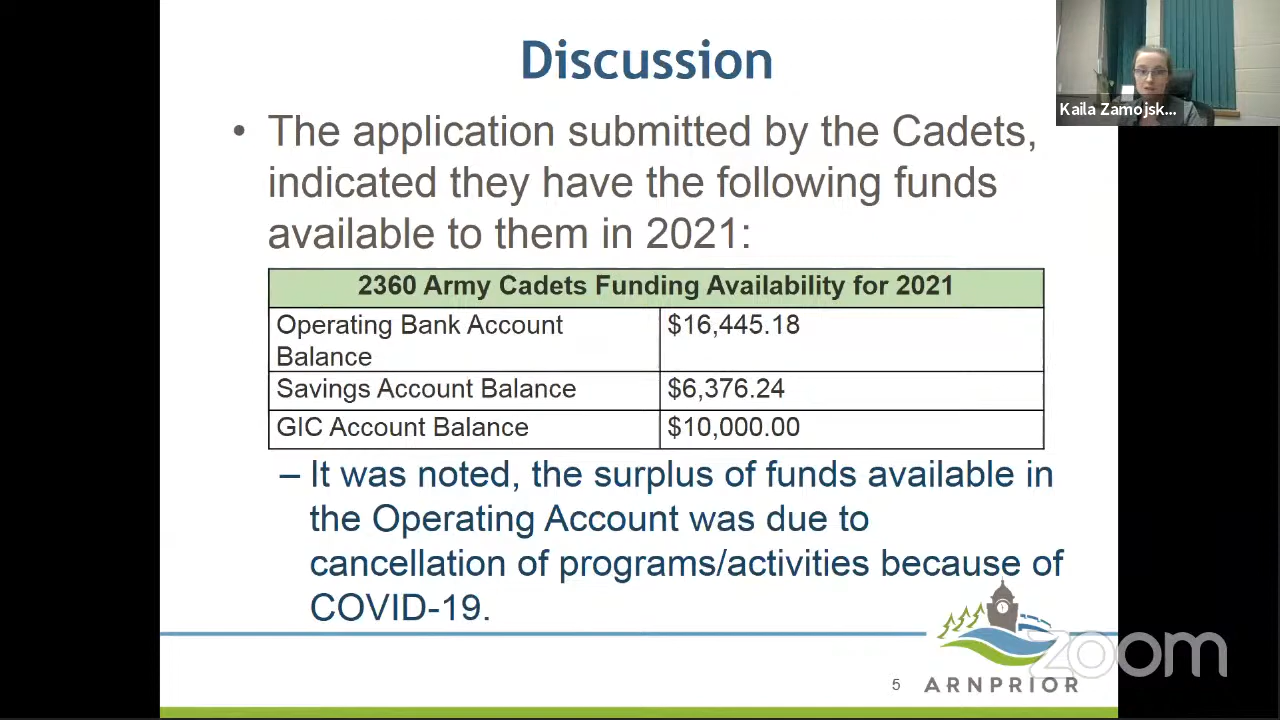 Discussion
Kaila Zamojsk...
• The application submitted by the Cadets,
indicated they have the following funds
available to them in 2021:
2360 Army Cadets Funding Availability for 2021
Operating Bank Account
Balance
$16,445.18
Savings Account Balance
$6,376.24
GIC Account Balance
$10,000.00
– It was noted, the surplus of funds available in
the Operating Account was due to
cancellation of programs/activities because of
COVID-19.
zoom
5
ARNPRIOR